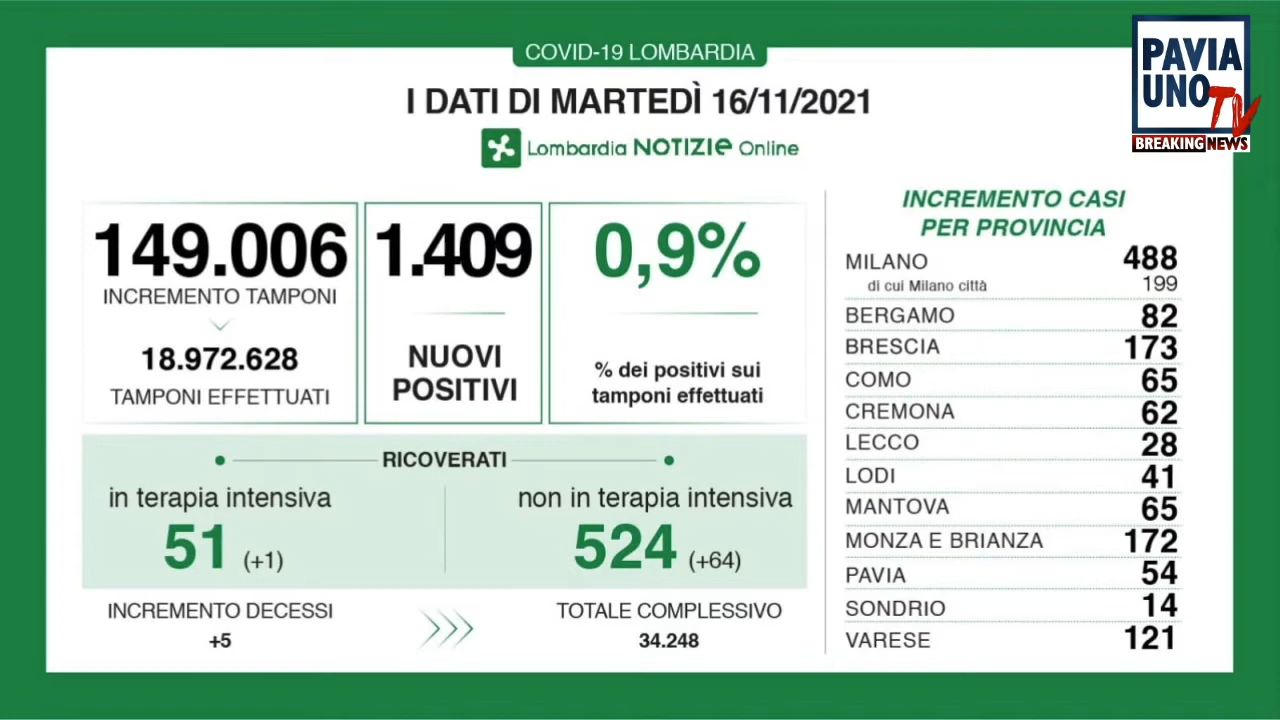 COVID-19 LOMBARDIA
PAVIA
UNO TV
BREAKING NEWS
I DATI DI MARTEDÌ 16/11/2021
Lombardia NOTIZIE Online
149.006
INCREMENTO TAMPONI
18.972.628
TAMPONI EFFETTUATI
1.409
NUOVI
POSITIVI
0,9%
% dei positivi sui
tamponi effettuati
RICOVERATI
in terapia intensiva
51 (+1)
non in terapia intensiva
524 (+64)
INCREMENTO DECESSI
+5
TOTALE COMPLESSIVO
34.248
INCREMENTO CASI
PER PROVINCIA
MILANO 488
di cui Milano città 199
BERGAMO 82
BRESCIA 173
COMO 65
CREMONA 62
LECCO 28
LODI 41
MANTOVA 65
MONZA E BRIANZA 172
PAVIA 54
SONDRIO 14
VARESE 121